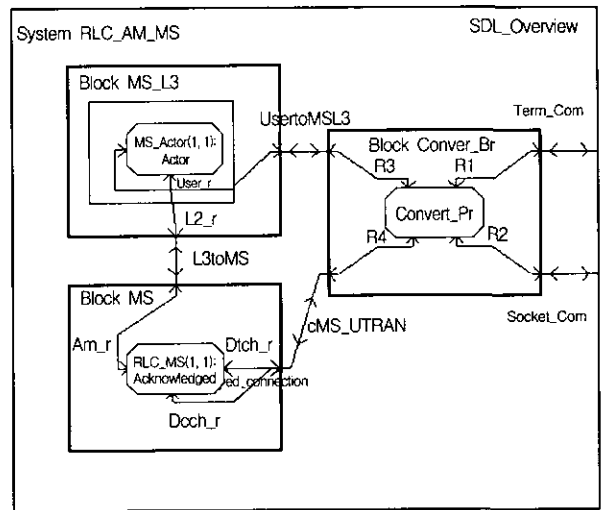 System RLC_AM_MS
SDL_Overview
Block MS_L3
MS_Actor(1, 1):
Actor
User_r
L2_r
UsertoMSL3
Term_Com
Block Conver_Br
R3
R1
Convert_Pr
R4
R2
L3toMS
Block MS
cMS_UTRAN
Socket_Com
Am_r
Dtch_r
RLC_MS(1, 1):
Acknowledged
ed_connection
Dcch_r